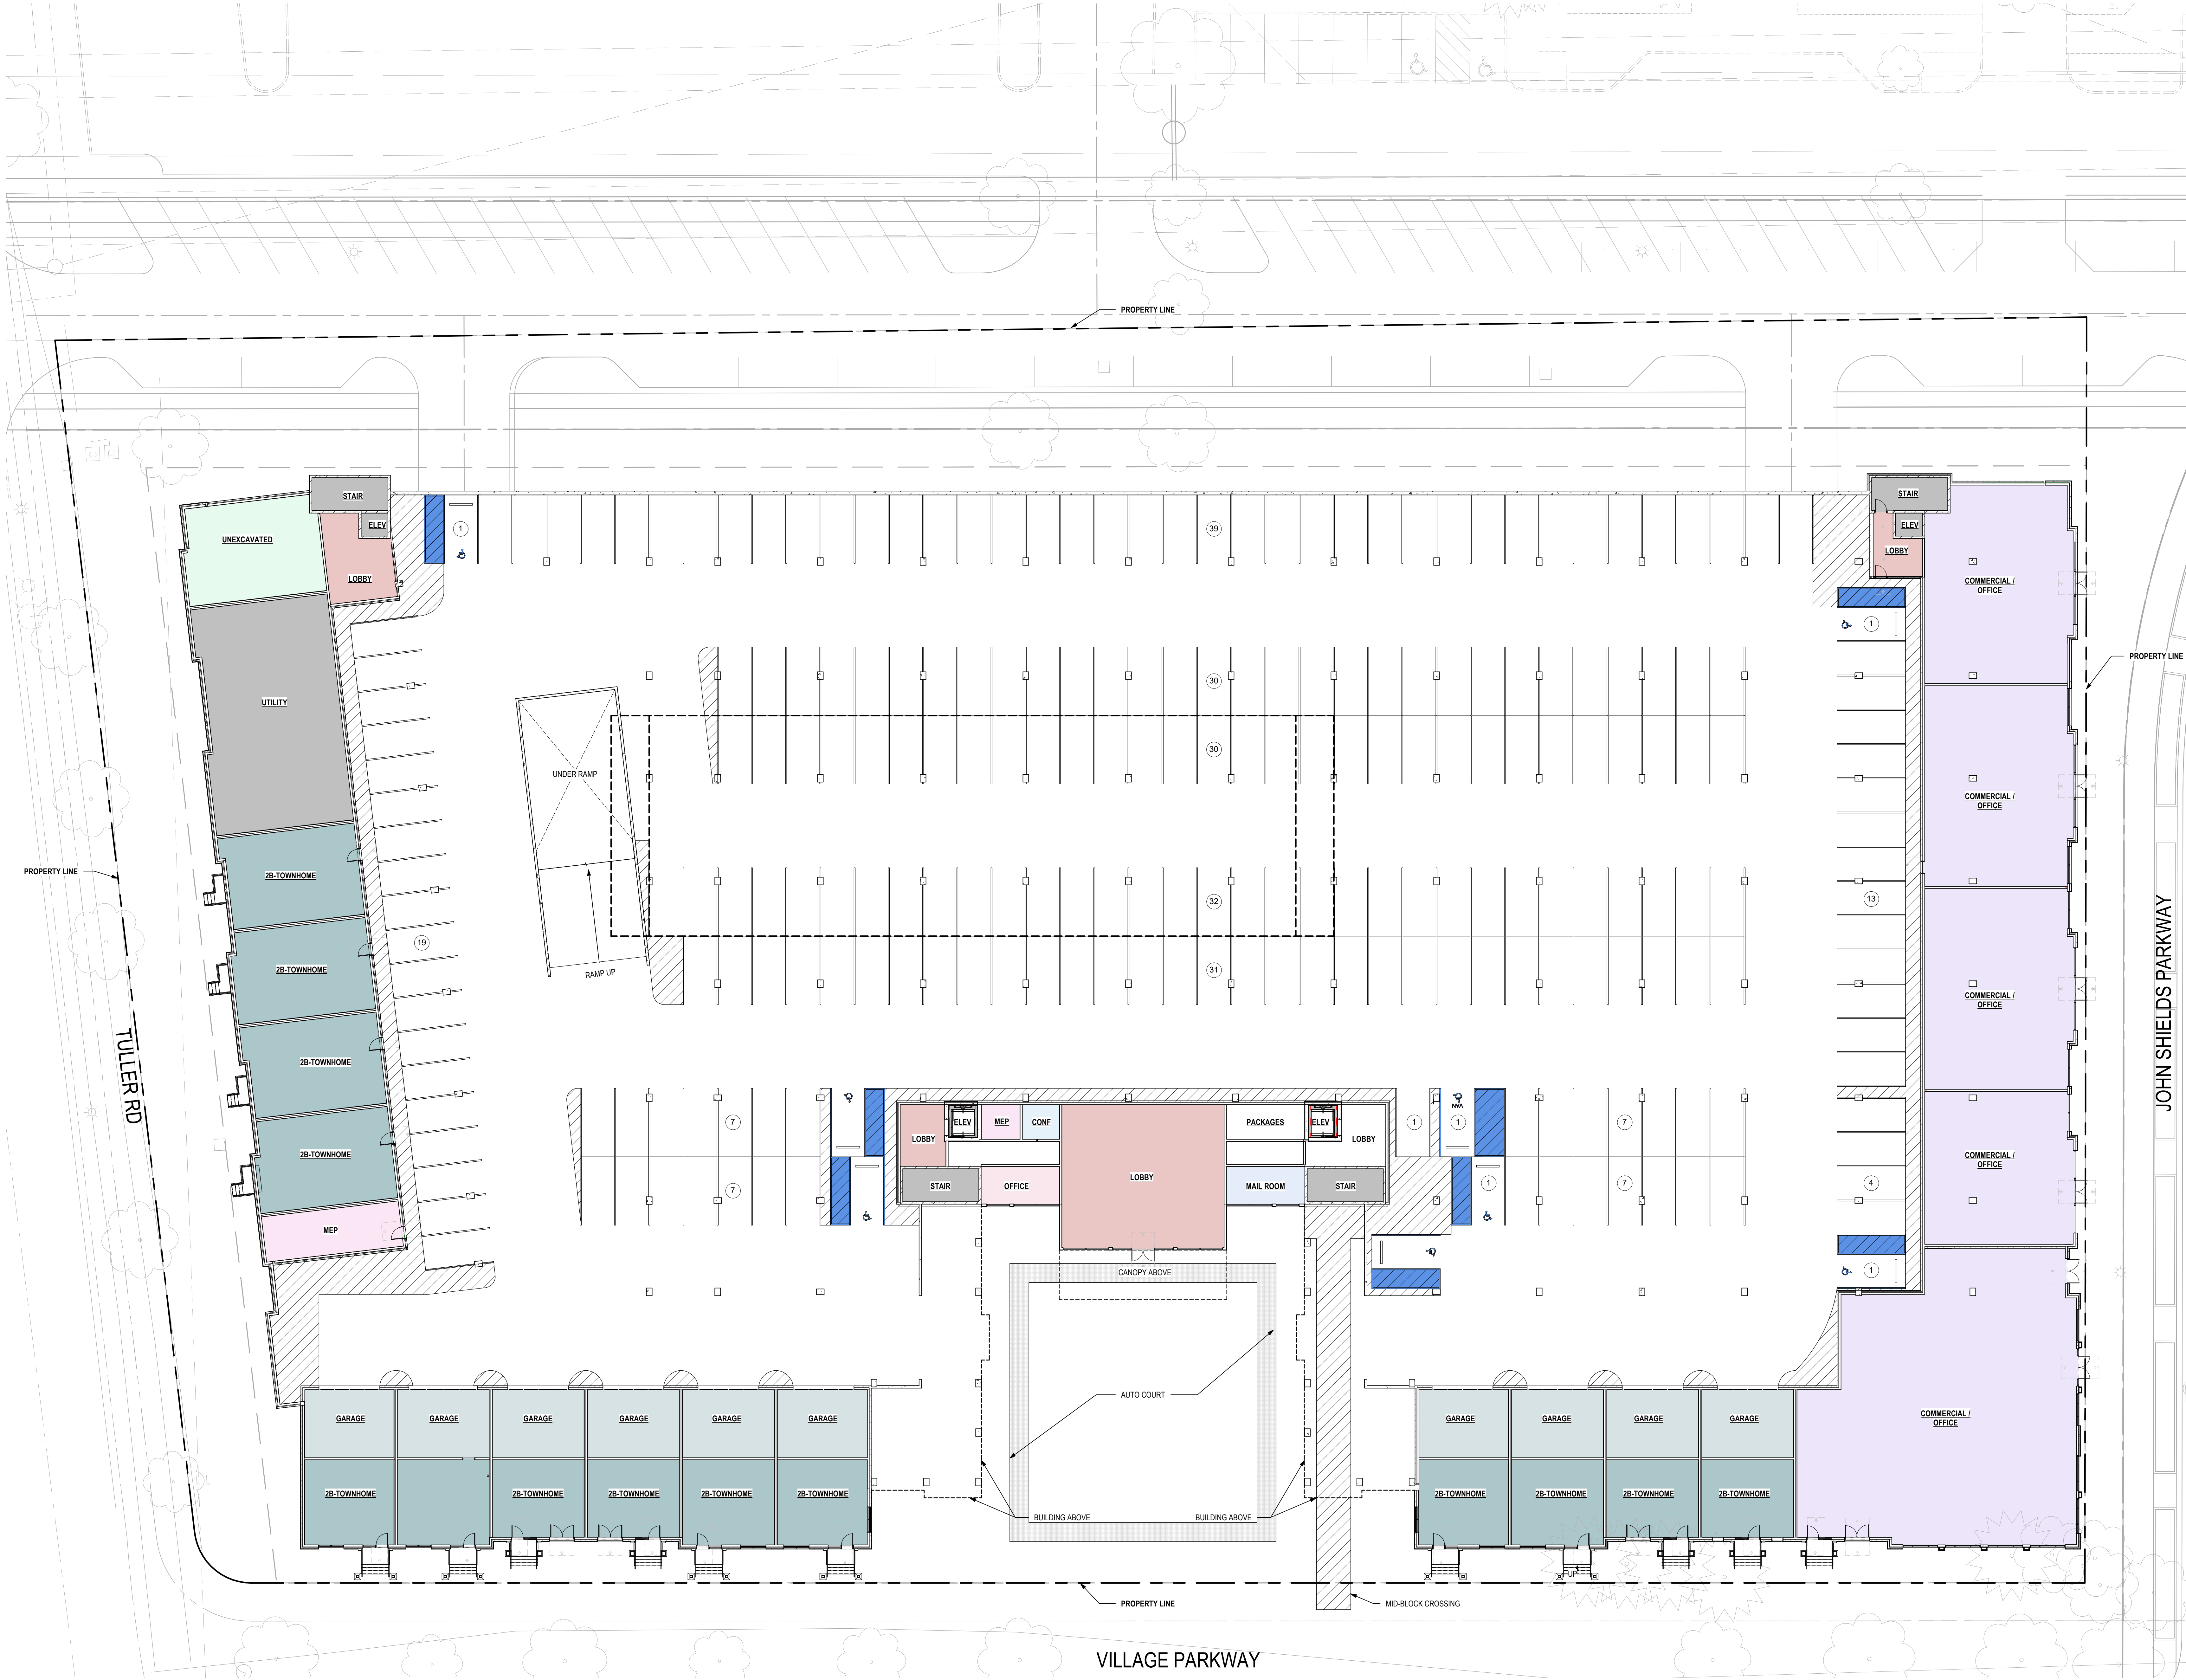 PROPERTY LINE
STAIR
ELEV
1
39
STAIR
ELEV
UNEXCAVATED
LOBBY
LOBBY
COMMERCIAL /
OFFICE
1
PROPERTY LINE
30
UTILITY
30
UNDER RAMP
COMMERCIAL /
OFFICE
PROPERTY LINE
2B-TOWNHOME
32
13
19
2B-TOWNHOME
RAMP UP
31
COMMERCIAL /
OFFICE
JOHN SHIELDS PARKWAY
TULLER RD
2B-TOWNHOME
7
ELEV
MEP
CONF
PACKAGES
ELEV
1
VAN
1
7
LOBBY
LOBBY
2B-TOWNHOME
COMMERCIAL /
OFFICE
LOBBY
7
STAIR
OFFICE
MAIL ROOM
STAIR
1
7
4
MEP
CANOPY ABOVE
1
AUTO COURT
GARAGE
GARAGE
GARAGE
GARAGE
GARAGE
GARAGE
GARAGE
GARAGE
GARAGE
GARAGE
COMMERCIAL /
OFFICE
2B-TOWNHOME
2B-TOWNHOME
2B-TOWNHOME
2B-TOWNHOME
2B-TOWNHOME
2B-TOWNHOME
2B-TOWNHOME
2B-TOWNHOME
2B-TOWNHOME
BUILDING ABOVE
BUILDING ABOVE
UP
PROPERTY LINE
MID-BLOCK CROSSING
VILLAGE PARKWAY